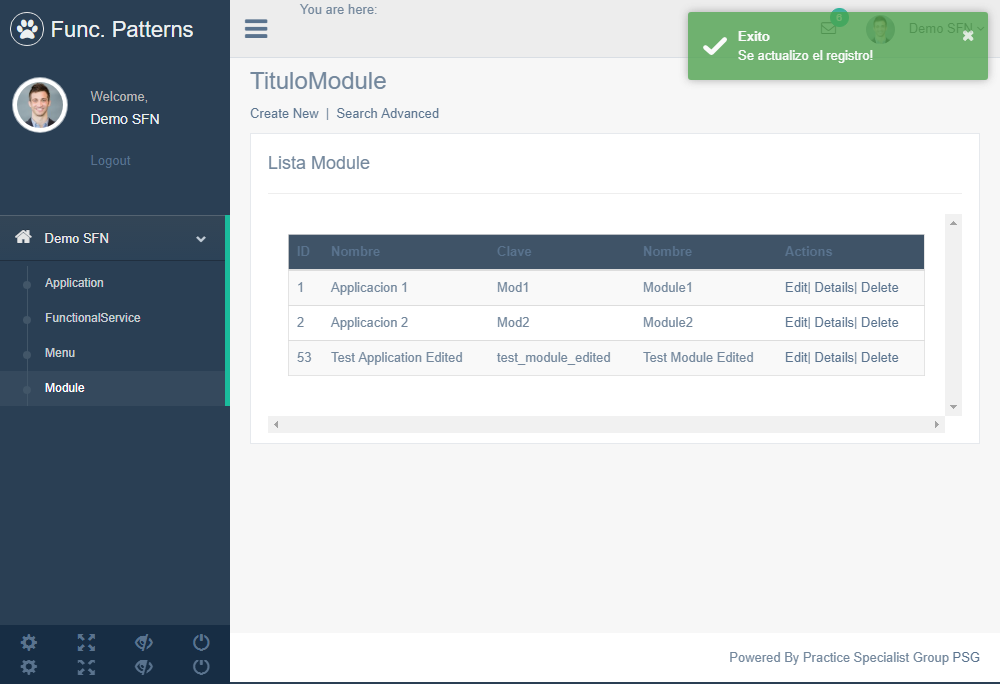 Func. Patterns
Welcome,
Demo SFN
Logout
Demo SFN
Application
FunctionalService
Menu
Module
You are here:
6
Demo SFN
Exito
Se actualizo el registro!
TituloModule
Create New | Search Advanced
Lista Module
ID Nombre Clave Nombre Actions
1 Applicacion 1 Mod1 Module1 Edit| Details| Delete
2 Applicacion 2 Mod2 Module2 Edit| Details| Delete
53 Test Application Edited test_module_edited Test Module Edited Edit| Details| Delete
Powered By Practice Specialist Group PSG